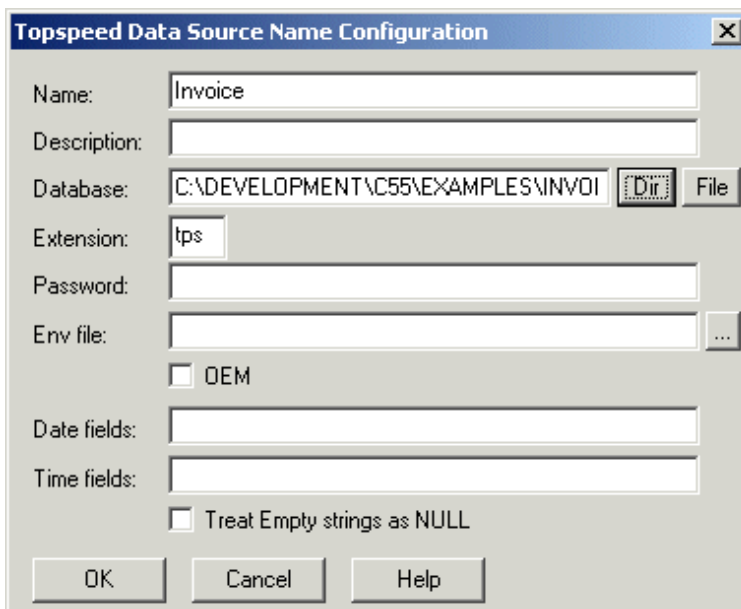 Topspeed Data Source Name Configuration
Name: Invoice
Description:
Database: C:\DEVELOPMENT\C55\EXAMPLES\INVOI Dir File
Extension: tps
Password:
Env file: ...
OEM
Date fields:
Time fields:
Treat Empty strings as NULL
OK Cancel Help